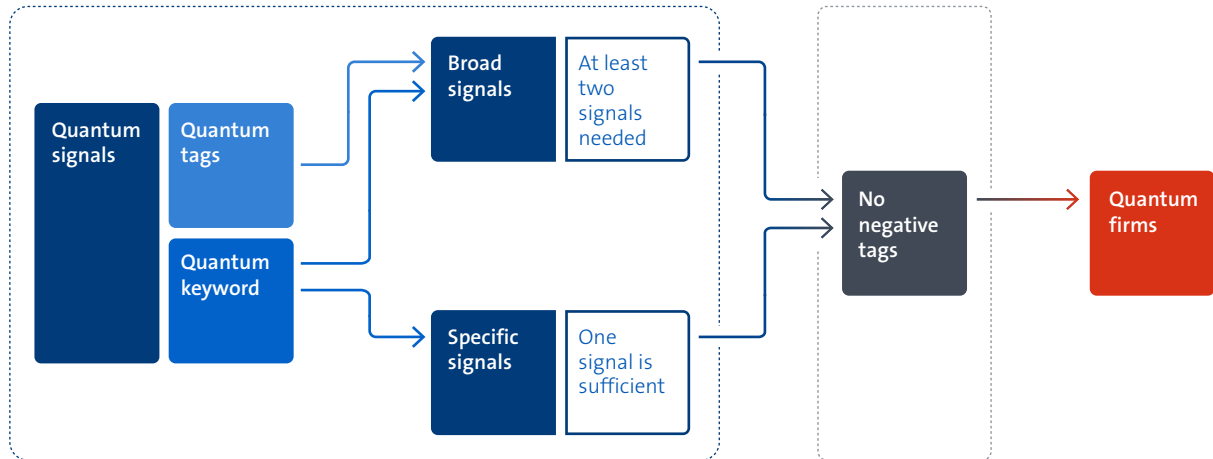 Quantum
signals
Quantum
tags
Quantum
keyword
Broad
signals
At least
two
signals
needed
Specific
signals
One
signal is
sufficient
No
negative
tags
Quantum
firms